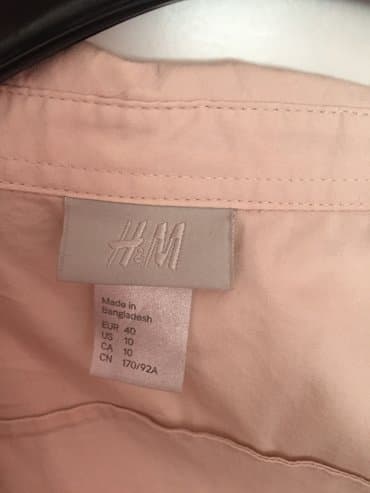 H&M
Made in
Bangladesh
EUR 40
US 10
CA 10
CN 170/92A